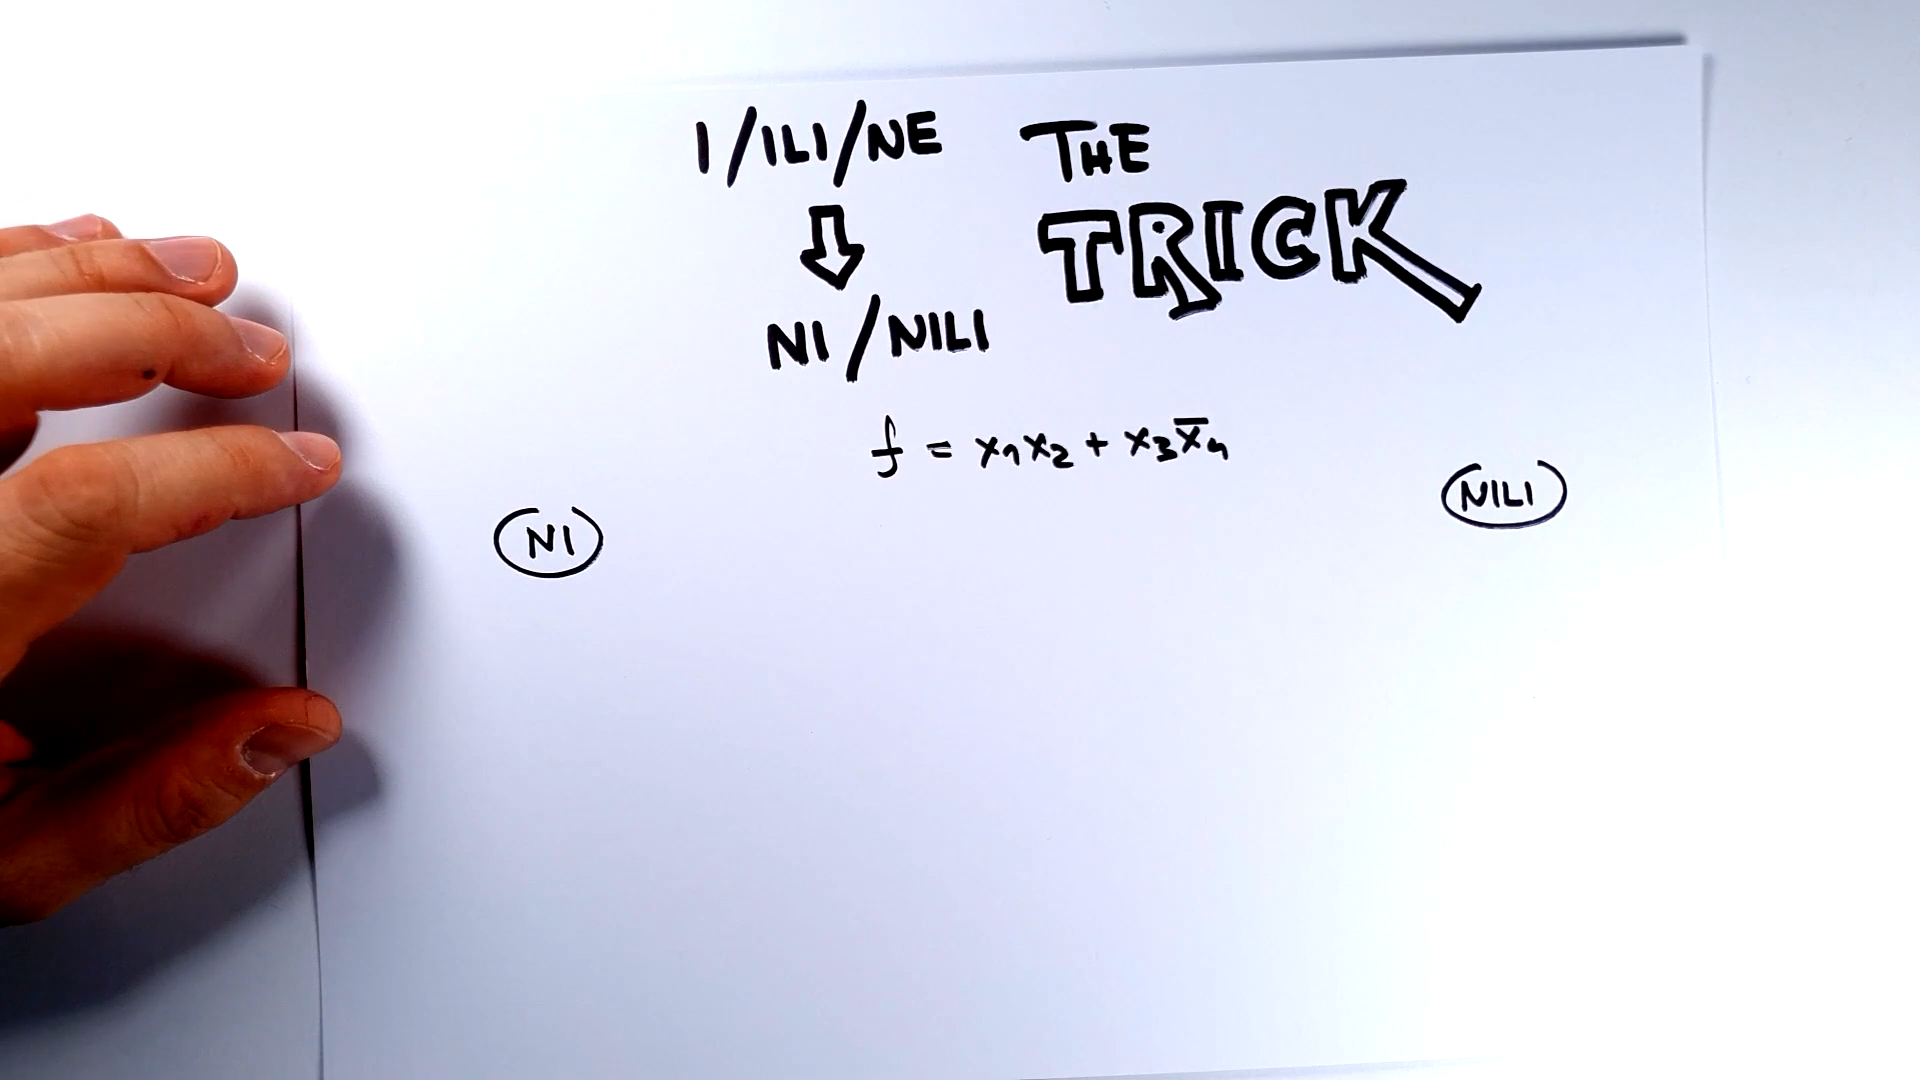 I/ILI/NE THE
TRICK
NI/NILI
f = x₁x₂ + x₃x̅₄
NILI
NI